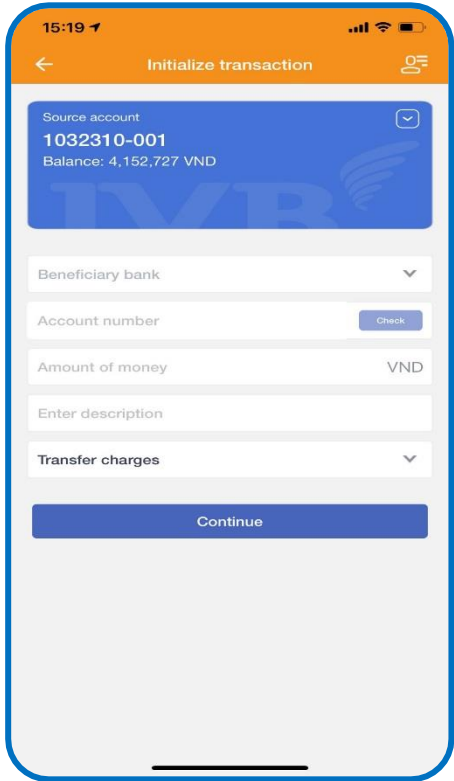 15:19
Initialize transaction
Source account
1032310-001
Balance: 4,152,727 VND
IVB
Beneficiary bank
Account number
Check
Amount of money
VND
Enter description
Transfer charges
Continue